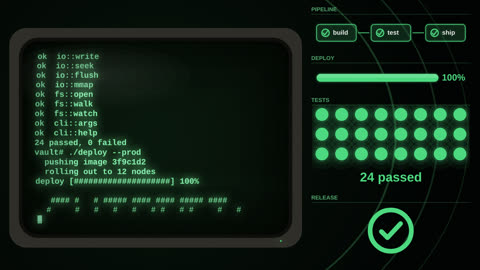 ok  io::write
ok  io::seek
ok  io::flush
ok  io::mmap
ok  fs::open
ok  fs::walk
ok  fs::watch
ok  cli::args
ok  cli::help
24 passed, 0 failed
vault# ./deploy --prod
pushing image 3f9c1d2
rolling out to 12 nodes
deploy [####################] 100%
PIPELINE
build
test
ship
DEPLOY
100%
TESTS
24 passed
RELEASE